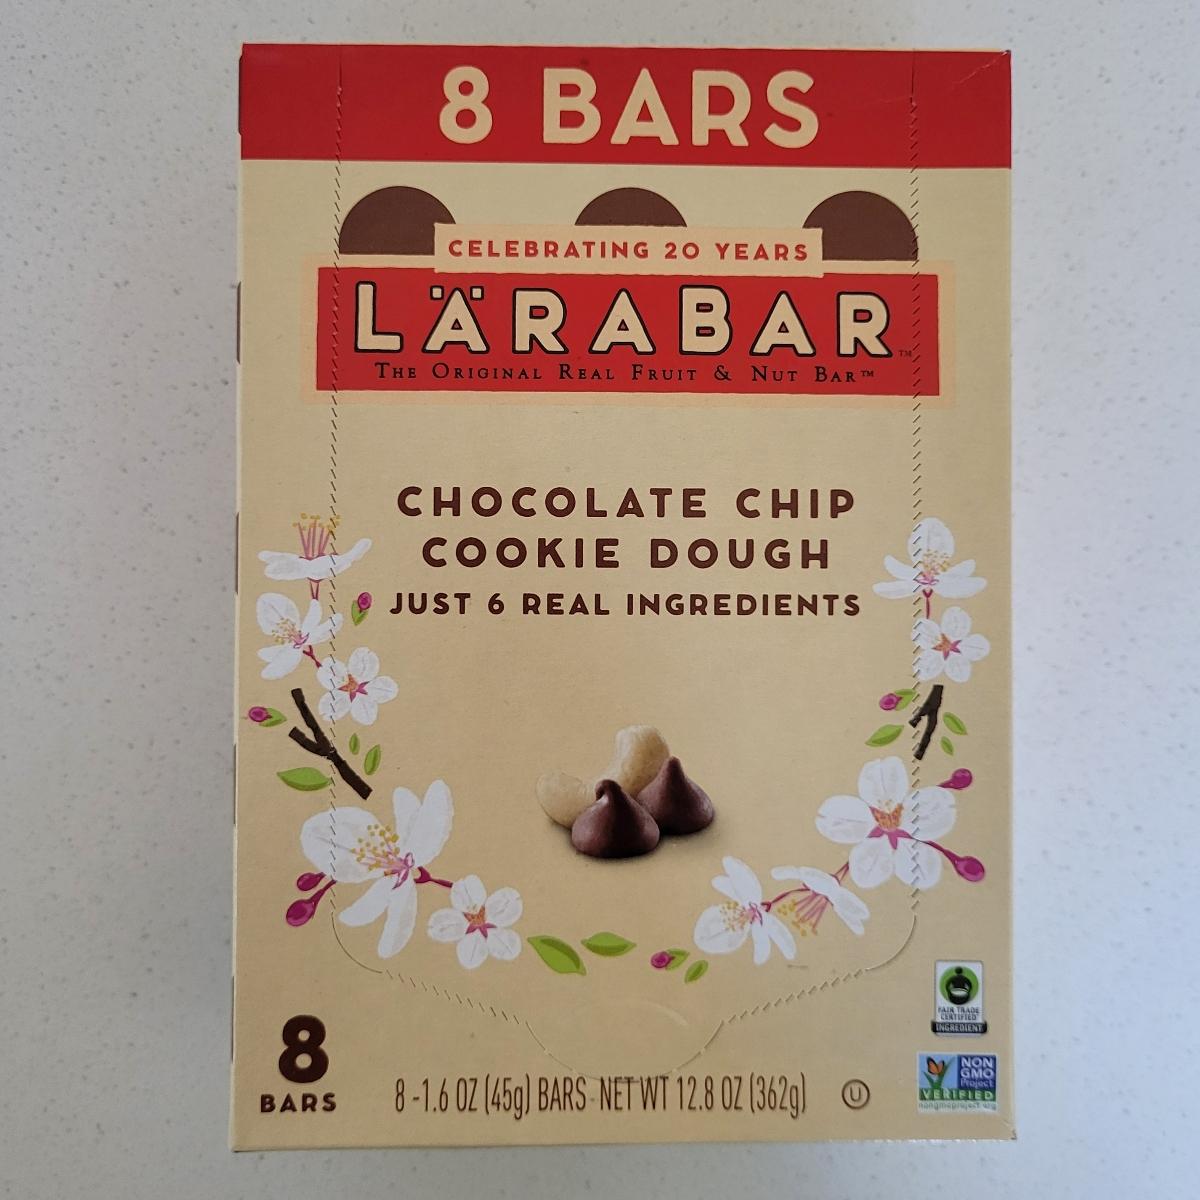 8 BARS
CELEBRATING 20 YEARS
LÄRABAR™
THE ORIGINAL REAL FRUIT & NUT BAR™
CHOCOLATE CHIP
COOKIE DOUGH
JUST 6 REAL INGREDIENTS
FAIR TRADE
CERTIFIED
INGREDIENT
8
BARS
8 -1.6 OZ (45g) BARS - NET WT 12.8 OZ (362g)
U
NON
GMO
Project
VERIFIED
nongmoproject.org